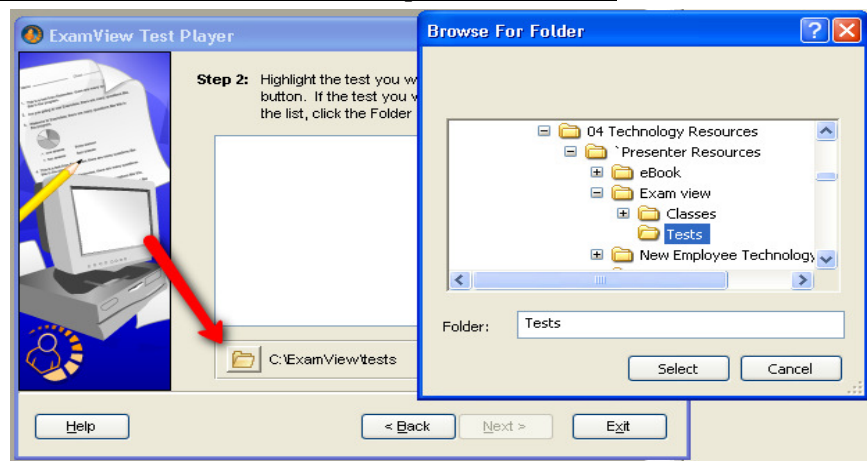 ExamView Test Player
Step 2: Highlight the test you w
button. If the test you v
the list, click the Folder
C:\ExamView\tests
Help
< Back
Next >
Exit
Browse For Folder
04 Technology Resources
`Presenter Resources
eBook
Exam view
Classes
Tests
New Employee Technology
Folder:
Tests
Select
Cancel